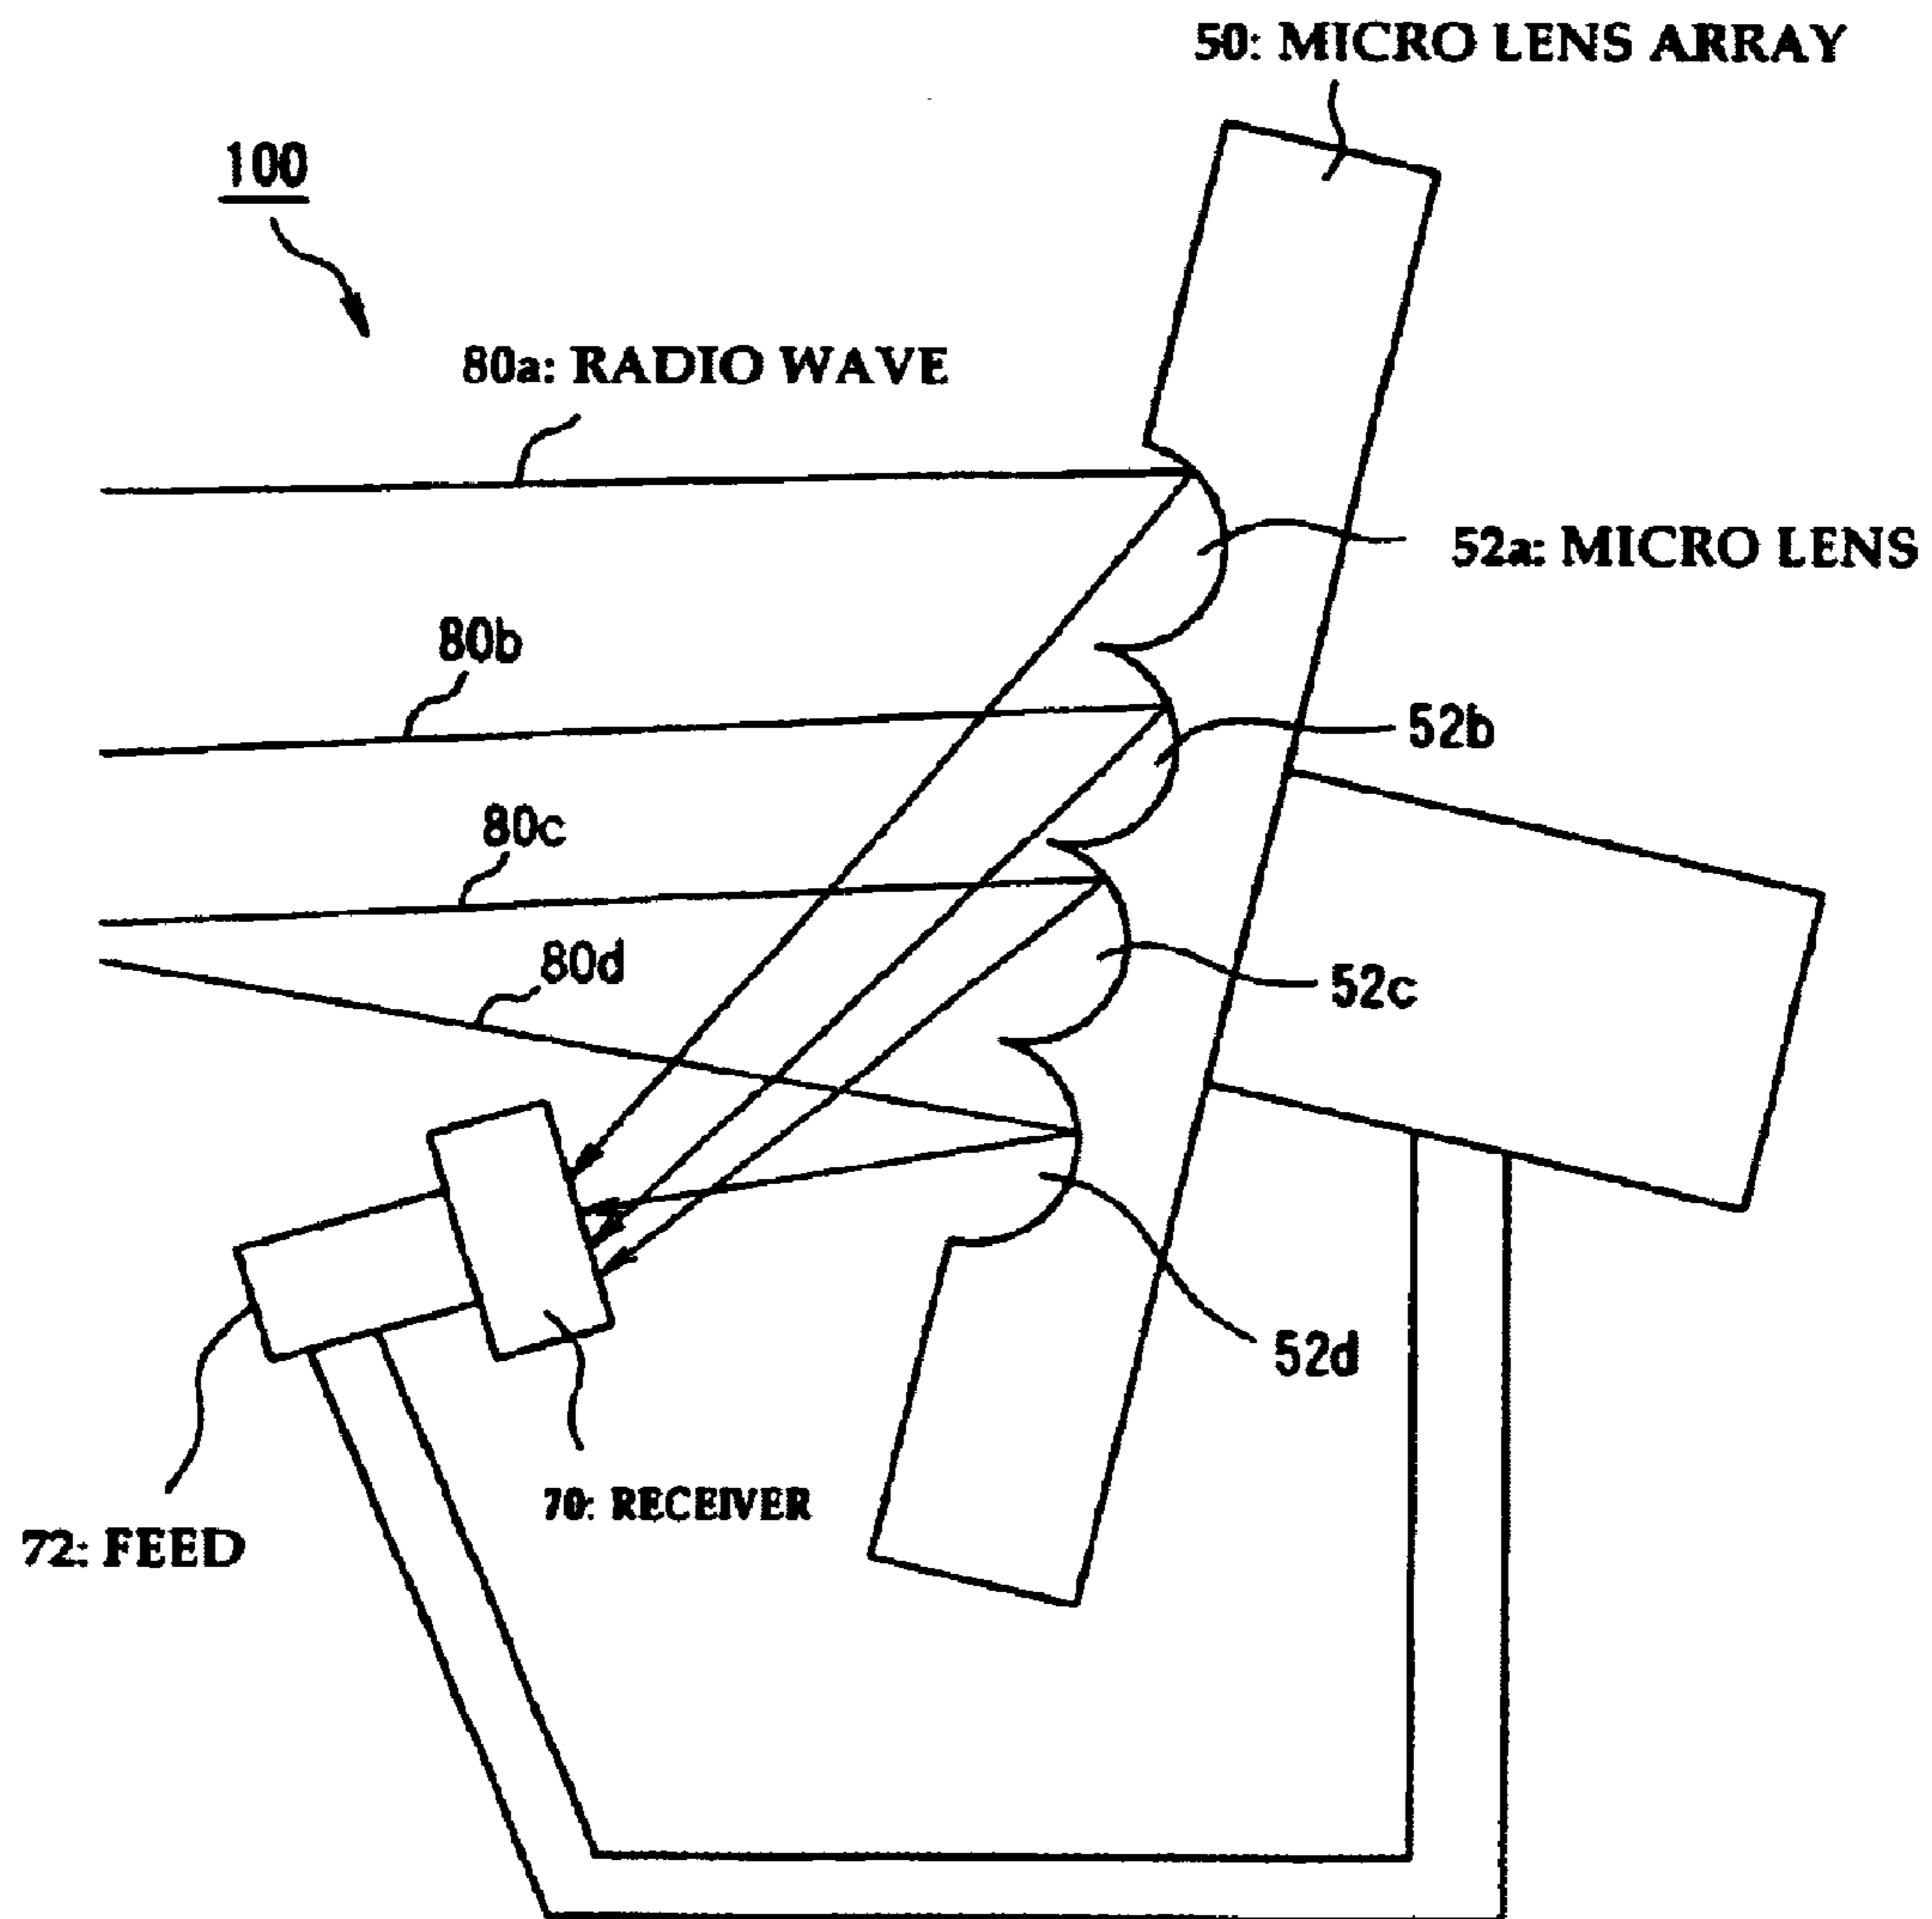 50: MICRO LENS ARRAY
100
80a: RADIO WAVE
52a: MICRO LENS
80b
52b
80c
80d
52c
52d
70: RECEIVER
72: FEED